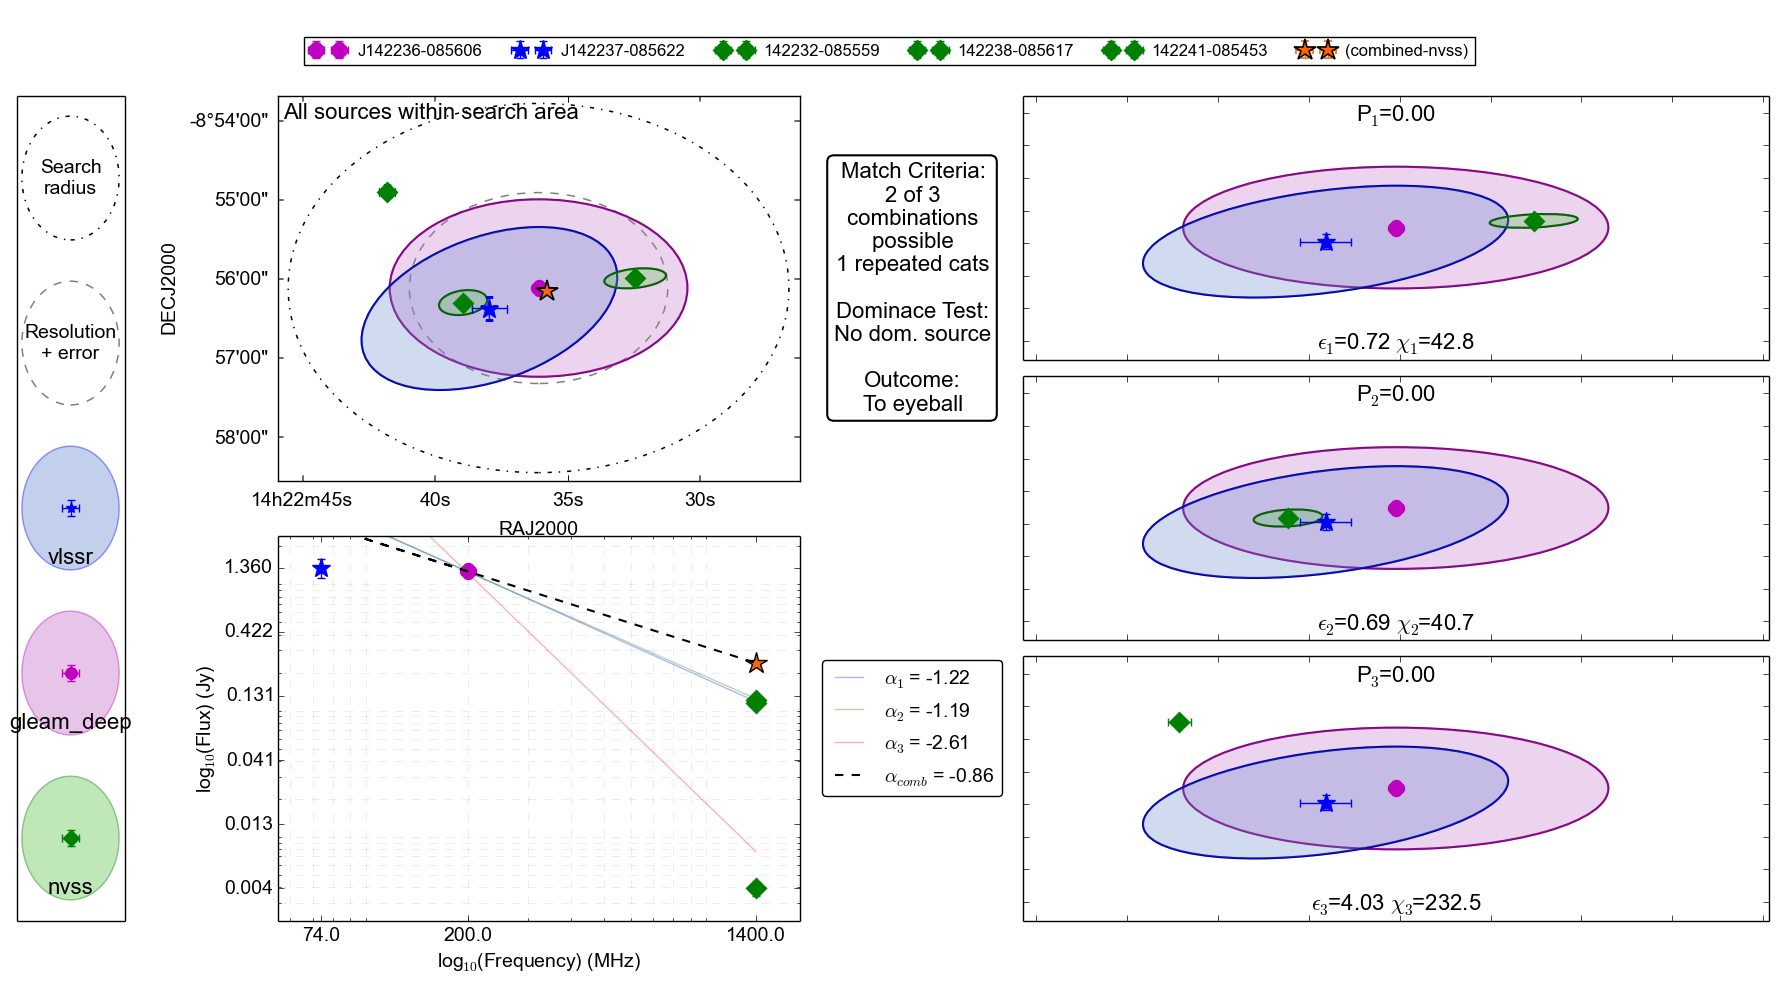 J142236-085606 J142237-085622 142232-085559 142238-085617 142241-085453 (combined-nvss)
Search
radius
Resolution
+ error
vlssr
gleam_deep
nvss
All sources within search area
DECJ2000
-8°54'00"
55'00"
56'00"
57'00"
58'00"
14h22m45s 40s 35s 30s
RAJ2000
Match Criteria:
2 of 3
combinations
possible
1 repeated cats
Dominace Test:
No dom. source
Outcome:
To eyeball
log₁₀(Flux) (Jy)
1.360
0.422
0.131
0.041
0.013
0.004
74.0 200.0 1400.0
log₁₀(Frequency) (MHz)
α₁ = -1.22
α₂ = -1.19
α₃ = -2.61
α_comb = -0.86
P₁=0.00
ϵ₁=0.72 χ₁=42.8
P₂=0.00
ϵ₂=0.69 χ₂=40.7
P₃=0.00
ϵ₃=4.03 χ₃=232.5